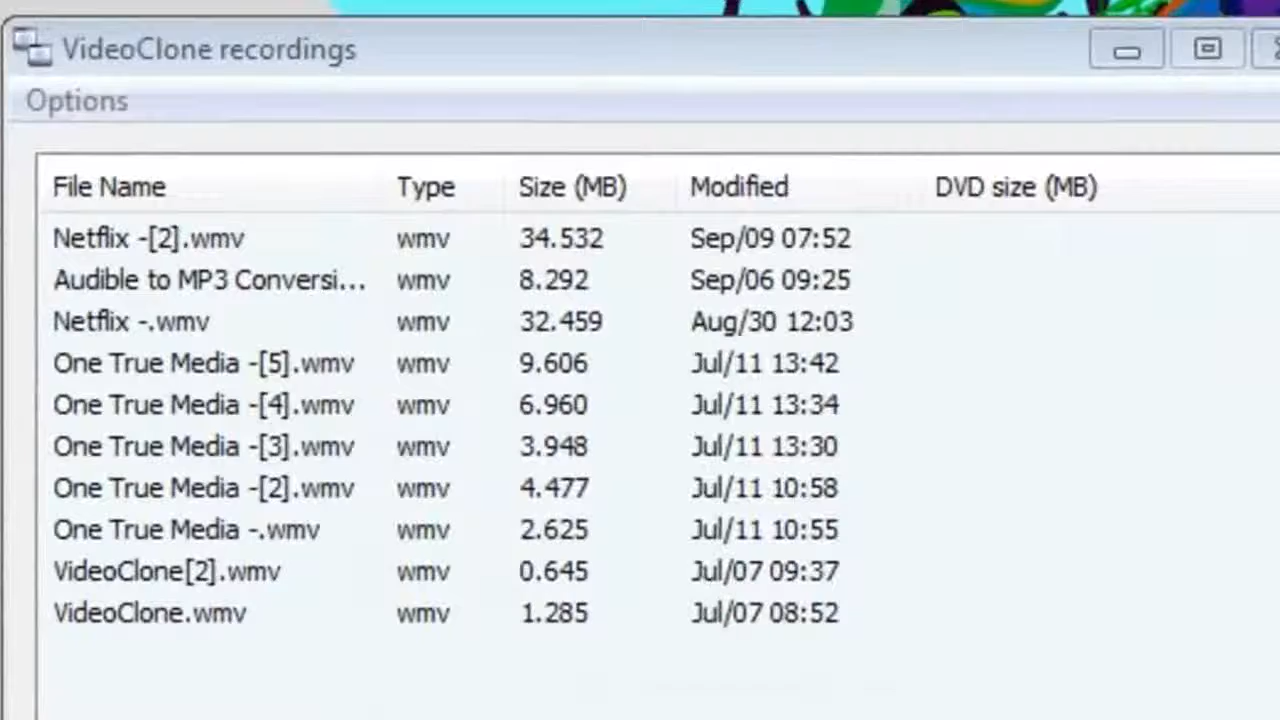 VideoClone recordings
Options
File Name Type Size (MB) Modified DVD size (MB)
Netflix -[2].wmv wmv 34.532 Sep/09 07:52
Audible to MP3 Conversi... wmv 8.292 Sep/06 09:25
Netflix -.wmv wmv 32.459 Aug/30 12:03
One True Media -[5].wmv wmv 9.606 Jul/11 13:42
One True Media -[4].wmv wmv 6.960 Jul/11 13:34
One True Media -[3].wmv wmv 3.948 Jul/11 13:30
One True Media -[2].wmv wmv 4.477 Jul/11 10:58
One True Media -.wmv wmv 2.625 Jul/11 10:55
VideoClone[2].wmv wmv 0.645 Jul/07 09:37
VideoClone.wmv wmv 1.285 Jul/07 08:52